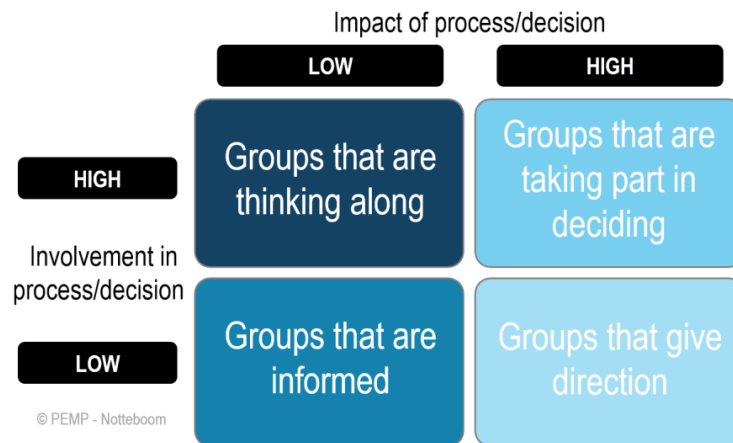 Impact of process/decision
LOW
HIGH
HIGH
Groups that are
thinking along
Groups that are
taking part in
deciding
Involvement in
process/decision
LOW
Groups that are
informed
Groups that give
direction
© PEMP - Notteboom